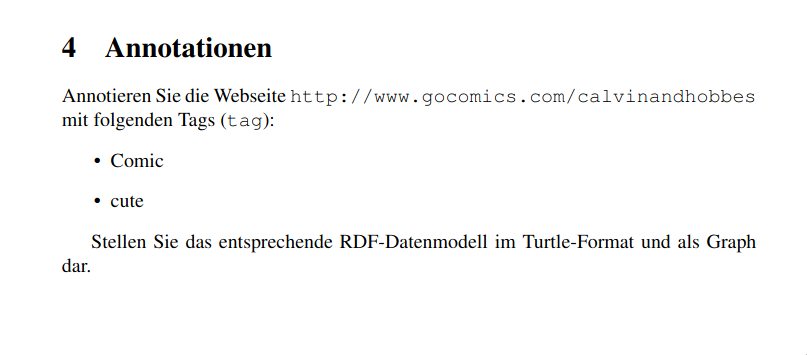 4 Annotationen
Annotieren Sie die Webseite http://www.gocomics.com/calvinandhobbes
mit folgenden Tags (tag):
• Comic
• cute
Stellen Sie das entsprechende RDF-Datenmodell im Turtle-Format und als Graph
dar.